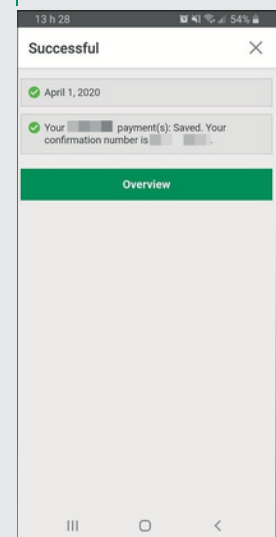 13 h 28 54%
Successful
April 1, 2020
Your payment(s): Saved. Your
confirmation number is .
Overview